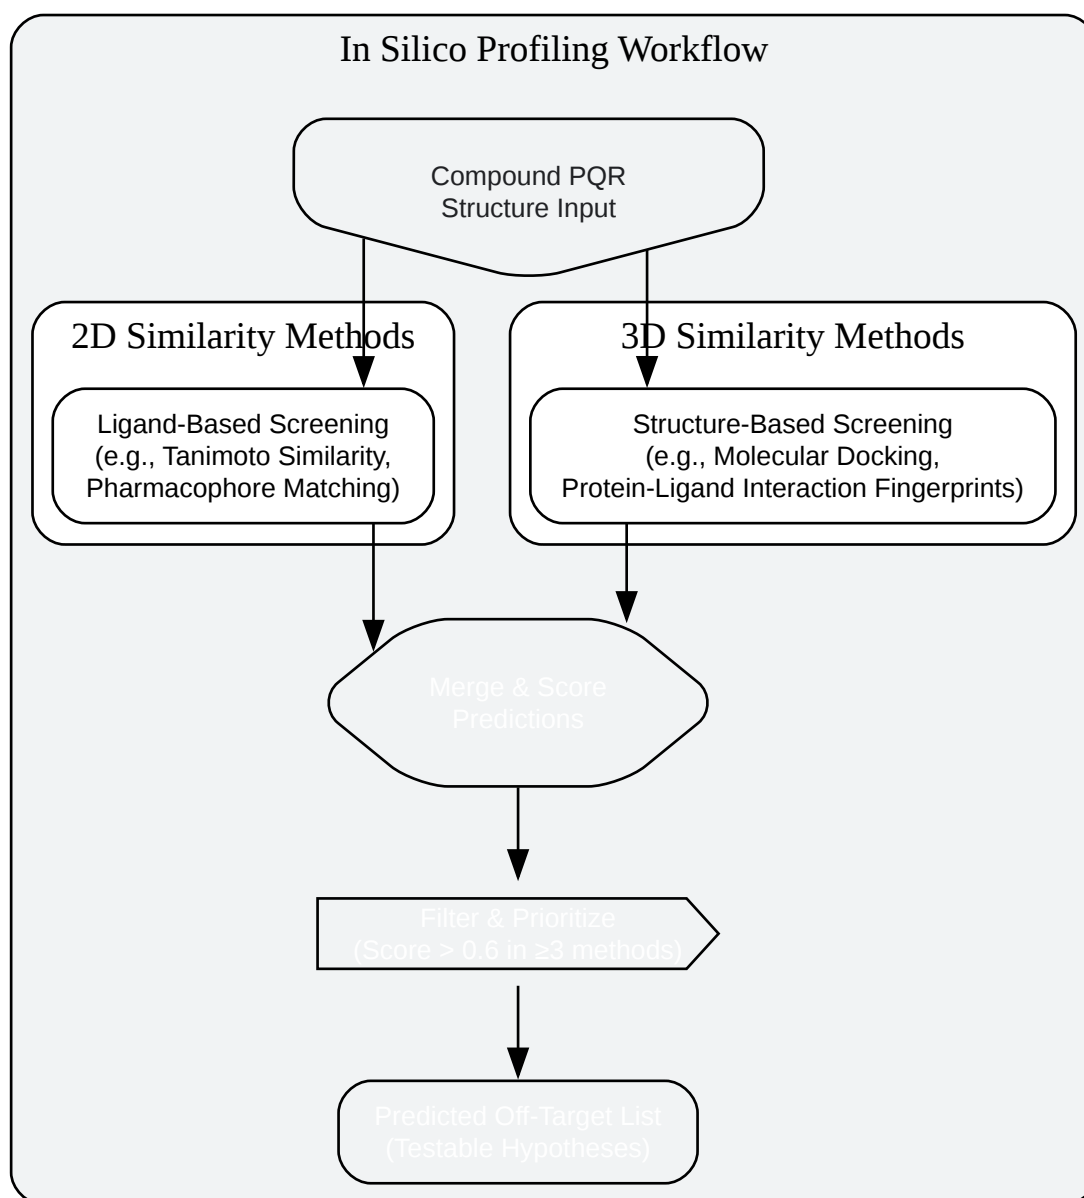 In Silico Profiling Workflow
Compound PQR
Structure Input
2D Similarity Methods
Ligand-Based Screening
(e.g., Tanimoto Similarity,
Pharmacophore Matching)
3D Similarity Methods
Structure-Based Screening
(e.g., Molecular Docking,
Protein-Ligand Interaction Fingerprints)
Merge & Score
Predictions
Filter & Prioritize
(Score > 0.6 in ≥3 methods)
Predicted Off-Target List
(Testable Hypotheses)